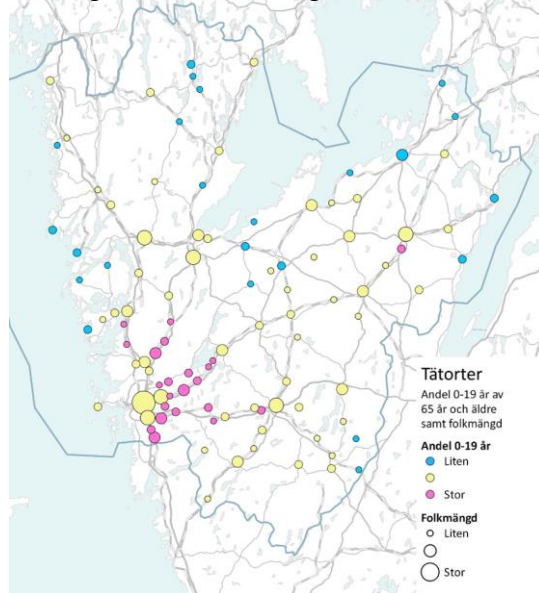 Tätorter
Andel 0-19 år av
65 år och äldre
samt folkmängd
Andel 0-19 år
Liten
Stor
Folkmängd
Liten
Stor